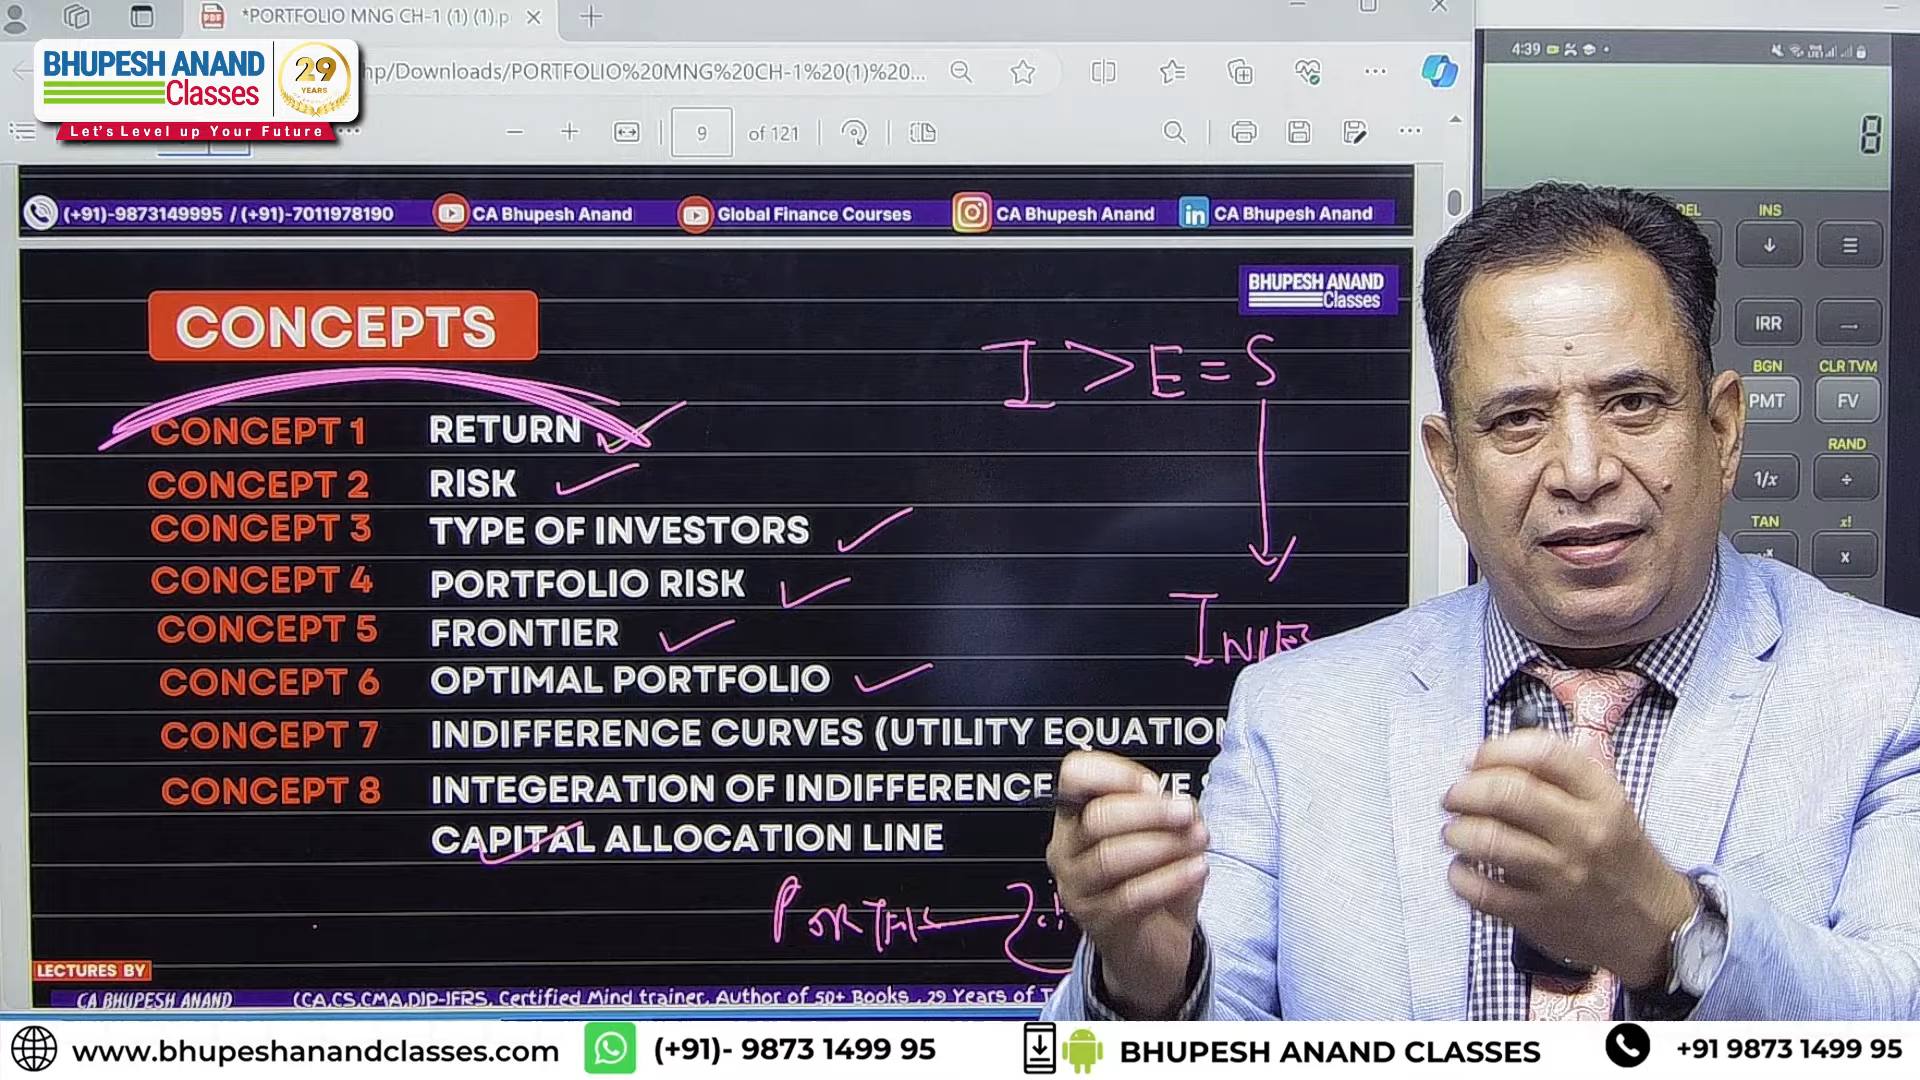 *PORTFOLIO MNG CH-1 (1) (1).p
BHUPESH ANAND
Classes
29
YEARS
Let's Level up Your Future
hp/Downloads/PORTFOLIO%20MNG%20CH-1%20(1)%20...
9 of 121
4:39
8
(+91)-9873149995 / (+91)-7011978190 CA Bhupesh Anand Global Finance Courses CA Bhupesh Anand CA Bhupesh Anand
BHUPESH ANAND
Classes
CONCEPTS
I > E = S
CONCEPT 1 RETURN
CONCEPT 2 RISK
CONCEPT 3 TYPE OF INVESTORS
CONCEPT 4 PORTFOLIO RISK
CONCEPT 5 FRONTIER
CONCEPT 6 OPTIMAL PORTFOLIO
CONCEPT 7 INDIFFERENCE CURVES (UTILITY EQUATION
CONCEPT 8 INTEGERATION OF INDIFFERENCE
CAPITAL ALLOCATION LINE
LECTURES BY
CA BHUPESH ANAND (CA,CS,CMA,DIP-IFRS, Certified Mind trainer, Author of 50+ Books , 29 Years of
DEL INS
IRR
BGN CLR TVM
PMT FV
RAND
1/x ÷
TAN x!
x
www.bhupeshanandclasses.com (+91)- 9873 1499 95 BHUPESH ANAND CLASSES +91 9873 1499 95